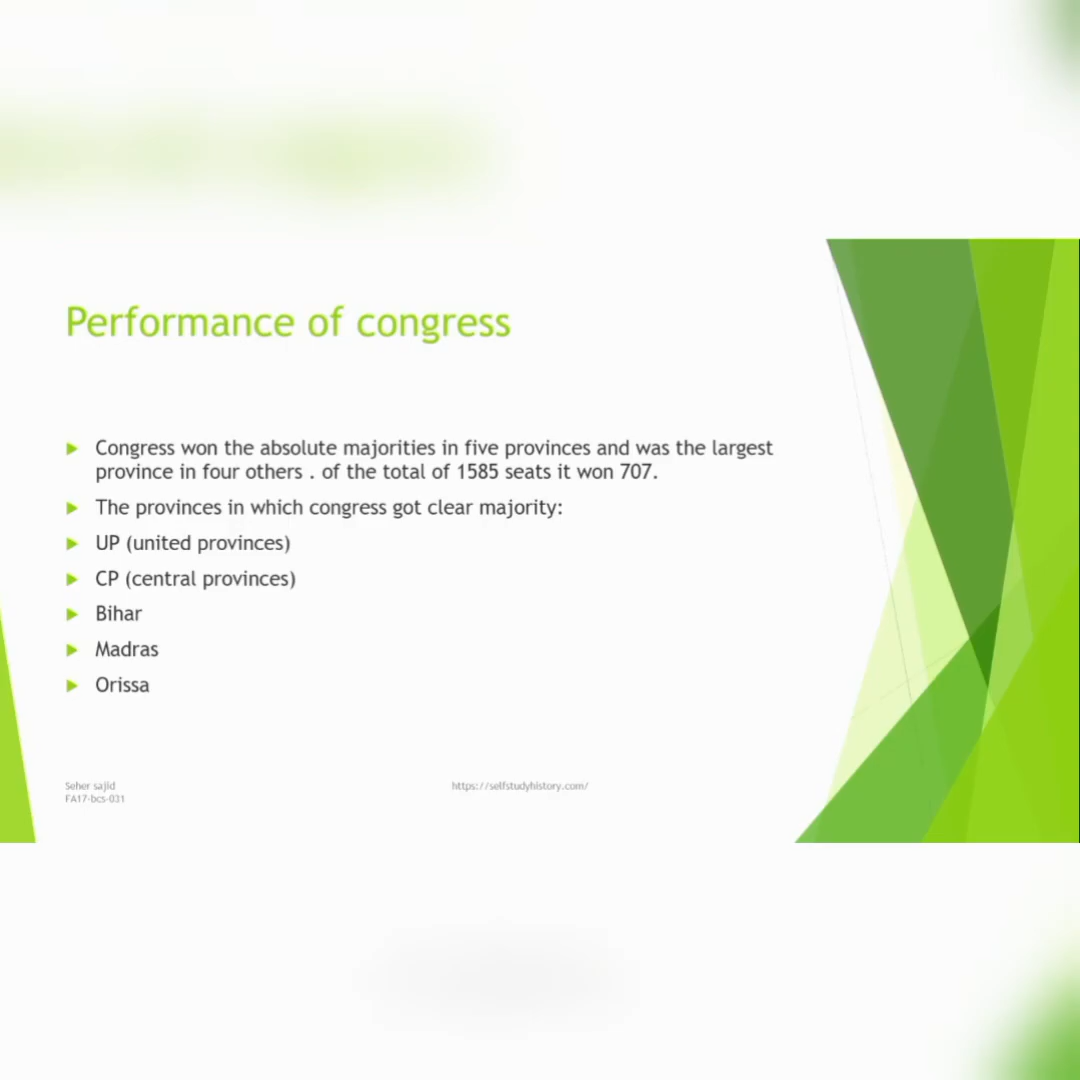 Performance of congress
Congress won the absolute majorities in five provinces and was the largest
province in four others . of the total of 1585 seats it won 707.
The provinces in which congress got clear majority:
UP (united provinces)
CP (central provinces)
Bihar
Madras
Orissa
Seher sajid
FA17-bcs-031
https://selfstudyhistory.com/